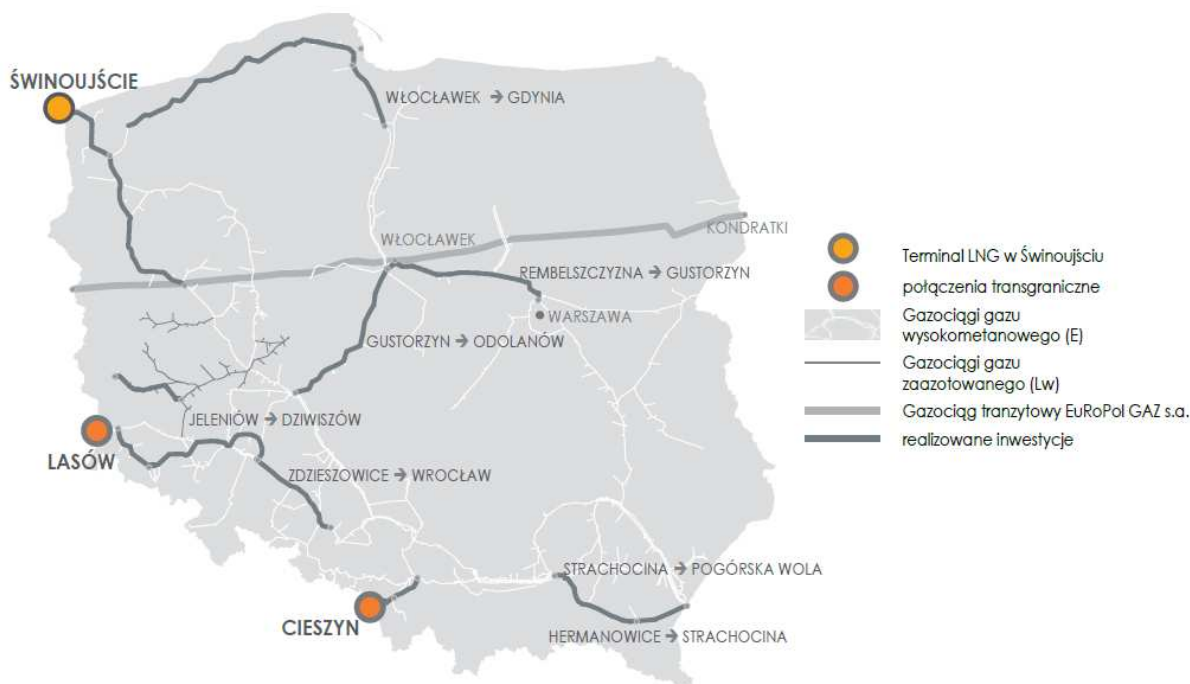 ŚWINOUJŚCIE
WŁOCŁAWEK → GDYNIA
KONDRATKI
WŁOCŁAWEK
REMBELSZCZYZNA → GUSTORZYN
WARSZAWA
GUSTORZYN → ODOLANÓW
JELENIÓW → DZIWISZÓW
LASÓW
ZDZIESZOWICE → WROCŁAW
STRACHOCINA → POGÓRSKA WOLA
CIESZYN
HERMANOWICE → STRACHOCINA
Terminal LNG w Świnoujściu
połączenia transgraniczne
Gazociągi gazu
wysokometanowego (E)
Gazociągi gazu
zaazotowanego (Lw)
Gazociąg tranzytowy EuRoPol GAZ s.a.
realizowane inwestycje